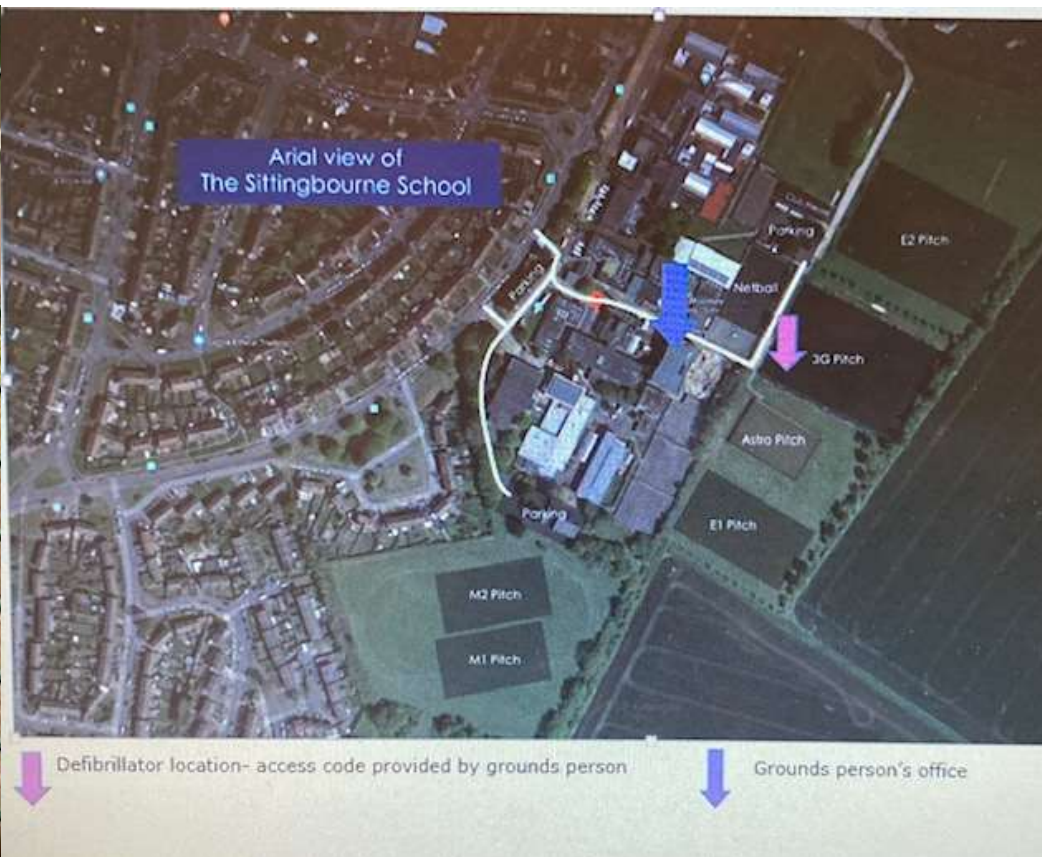 Arial view of
The Sittingbourne School
Parking
E2 Pitch
Parking
Netball
3G Pitch
Astro Pitch
E1 Pitch
Parking
M2 Pitch
M1 Pitch
Defibrillator location- access code provided by grounds person
Grounds person's office